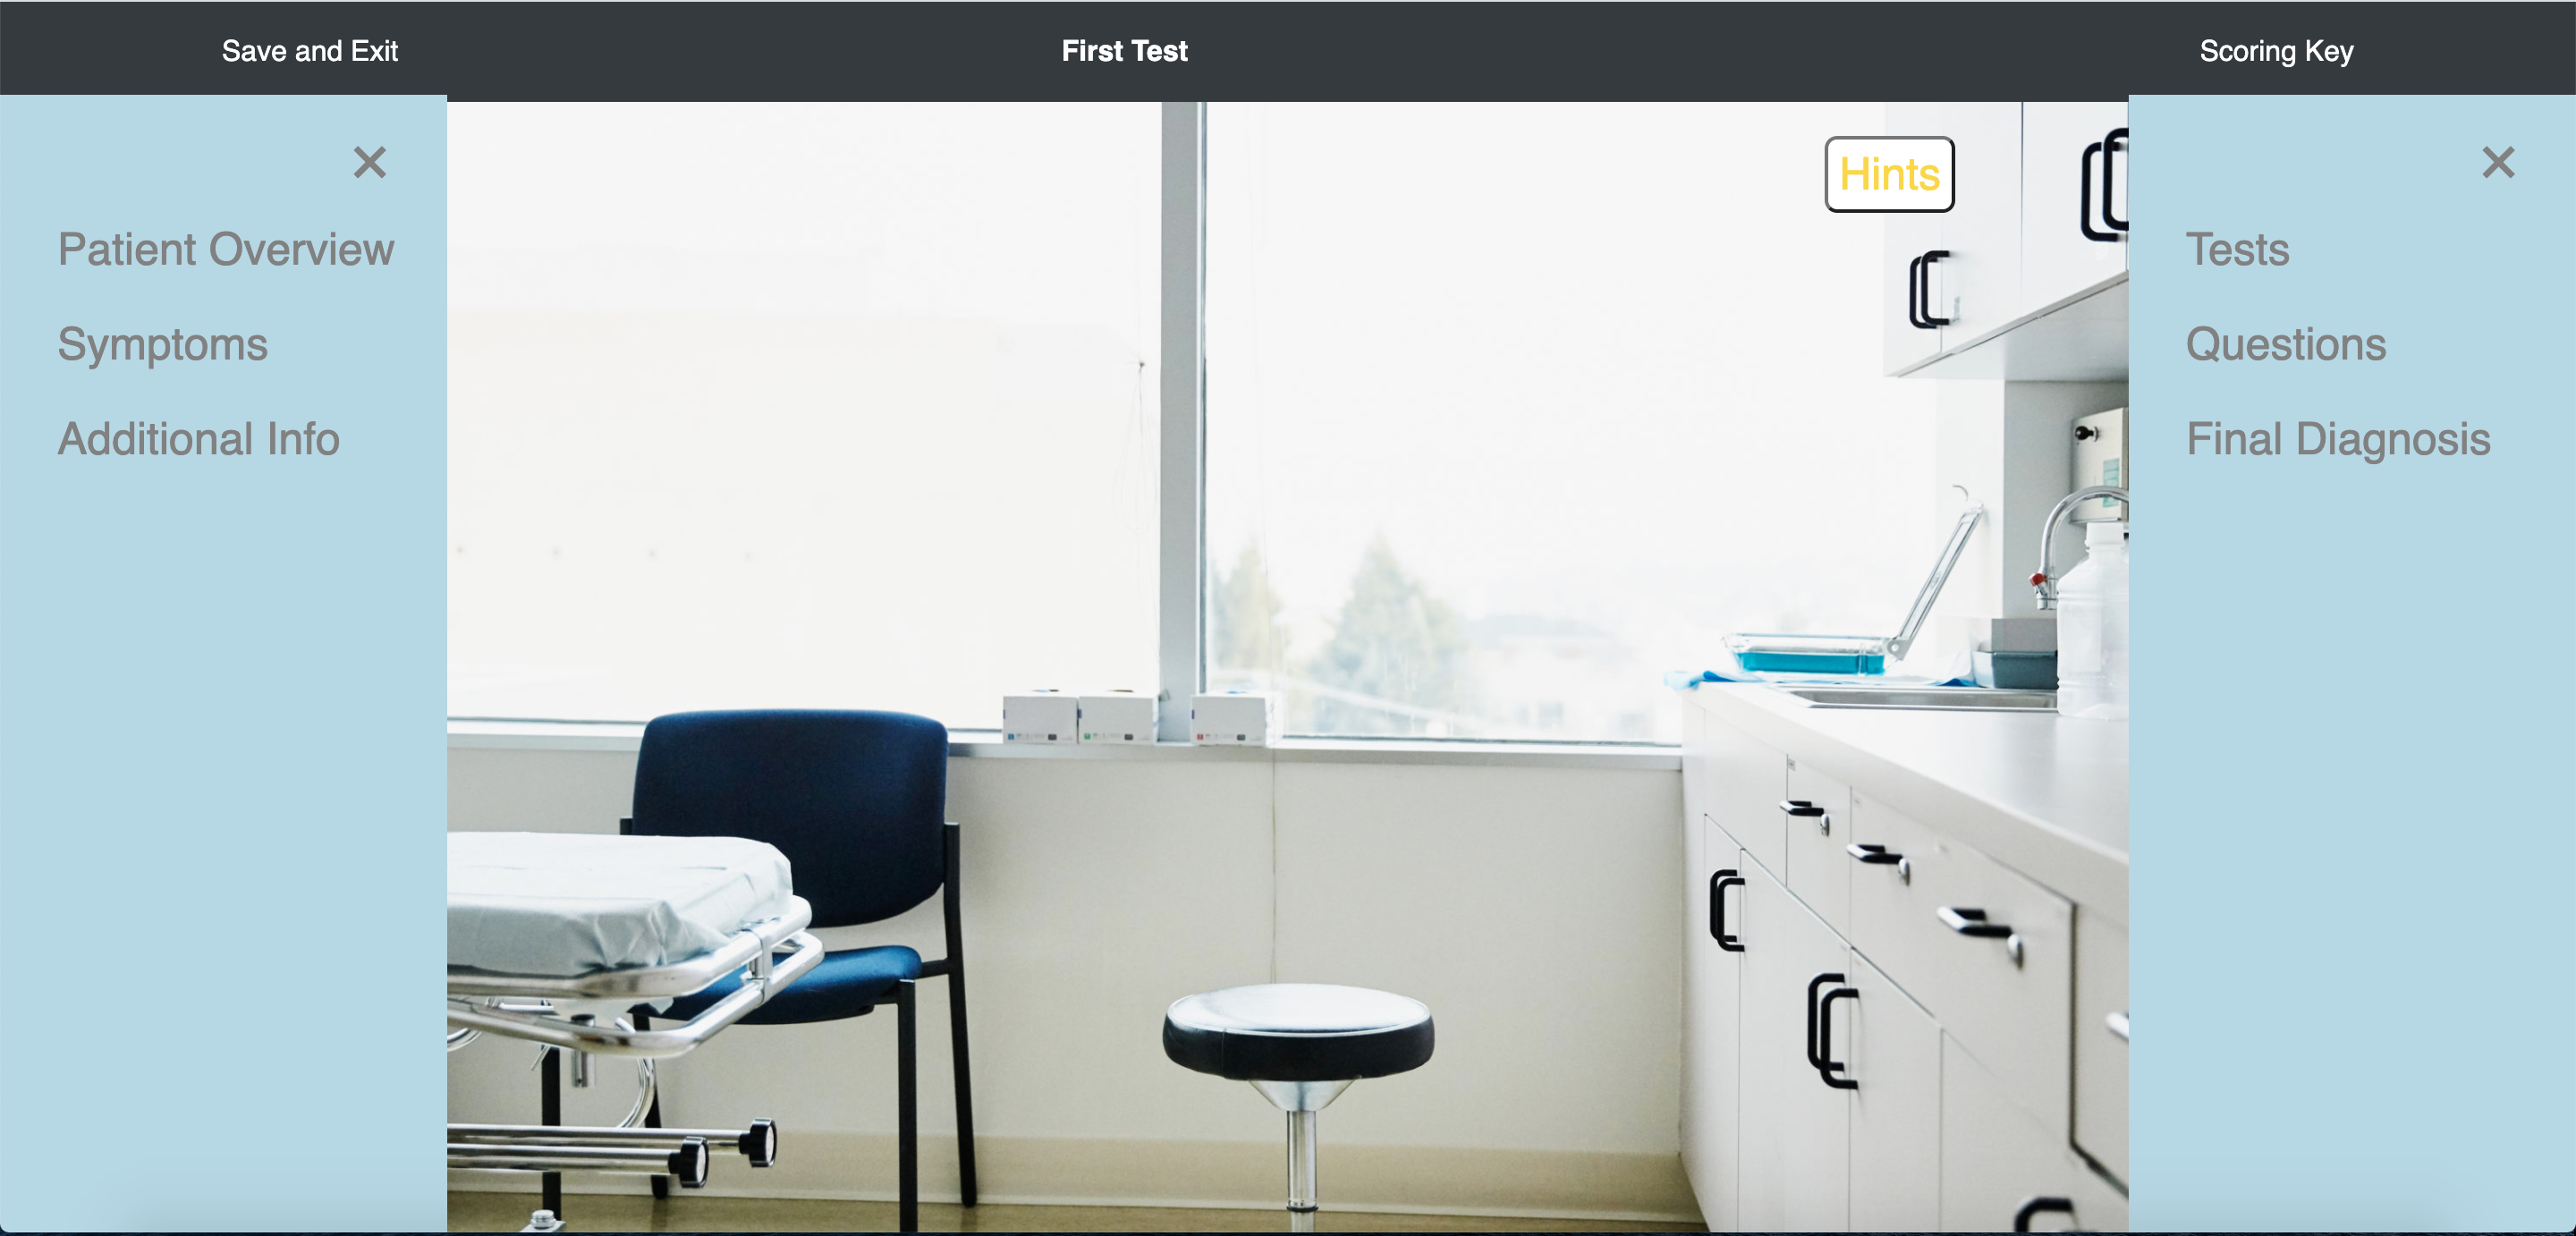 Save and Exit
First Test
Scoring Key
×
Patient Overview
Symptoms
Additional Info
Hints
×
Tests
Questions
Final Diagnosis